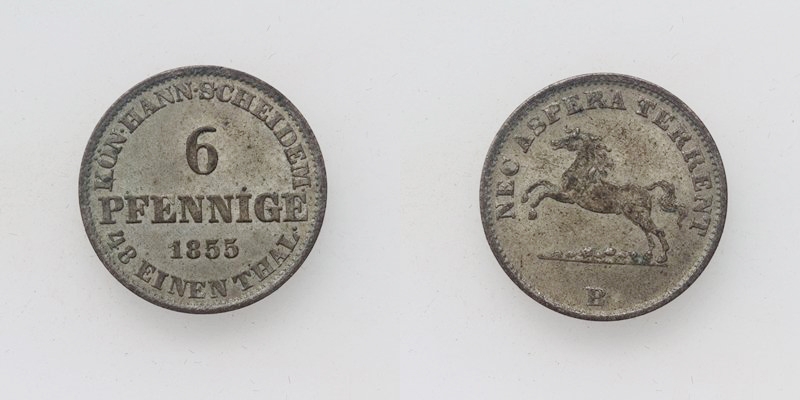 KÖN·HANN·SCHEIDEM.
6
PFENNIGE
1855
48 EINEN THAL.
NEC ASPERA TERRENT
B